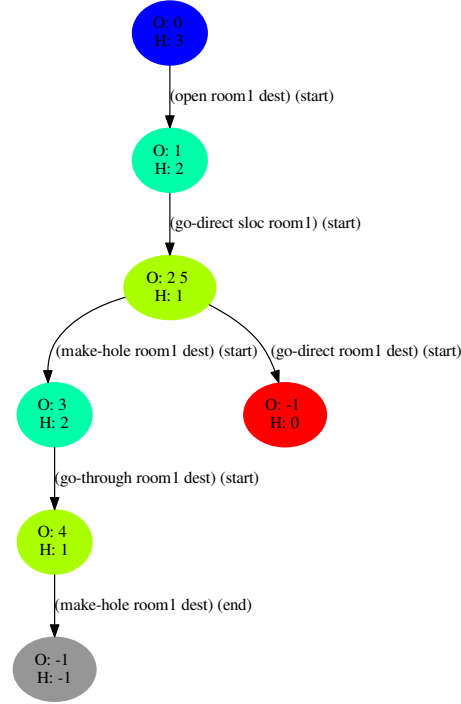 O: 0
H: 3
(open room1 dest) (start)
O: 1
H: 2
(go-direct sloc room1) (start)
O: 2 5
H: 1
(make-hole room1 dest) (start)
(go-direct room1 dest) (start)
O: 3
H: 2
O: -1
H: 0
(go-through room1 dest) (start)
O: 4
H: 1
(make-hole room1 dest) (end)
O: -1
H: -1